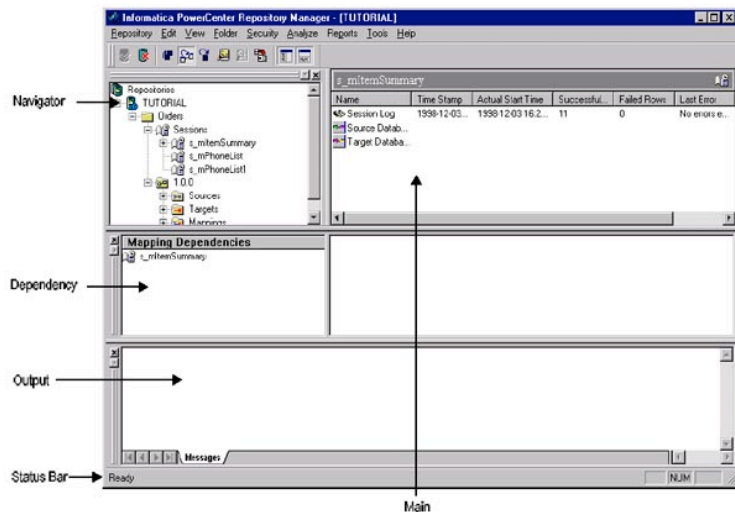 Informatica PowerCenter Repository Manager - [TUTORIAL]
Repository Edit View Folder Security Analyze Reports Tools Help
Navigator
Repositories
TUTORIAL
Orders
Sessions
s_mItemSummary
s_mPhoneList
s_mPhoneList1
1.0.0
Sources
Targets
Mappings
s_mItemSummary
Name Time Stamp Actual Start Time Successful... Failed Rows Last Error
Session Log 1998-12-03... 1998-12-03 16:2... 11 0 No errors e...
Source Datab...
Target Databa...
Mapping Dependencies
s_mItemSummary
Dependency
Output
Messages
Status Bar
Ready
NUM
Main